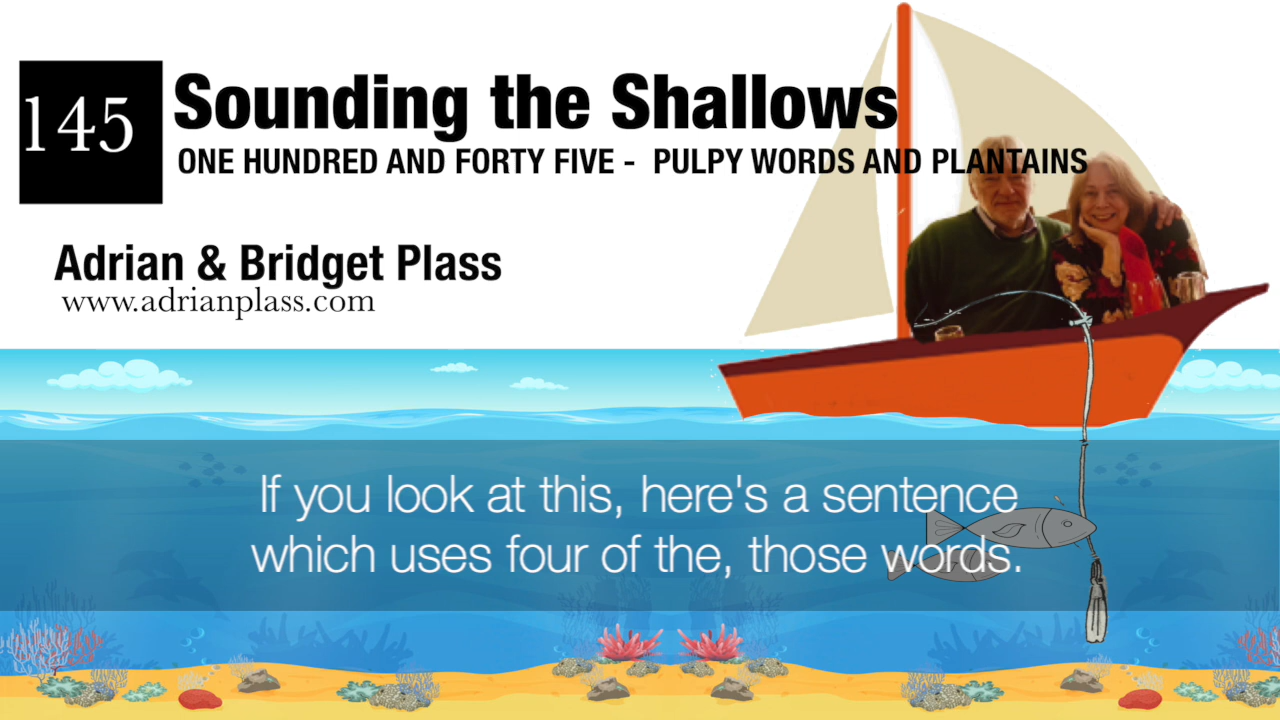 145
Sounding the Shallows
ONE HUNDRED AND FORTY FIVE - PULPY WORDS AND PLANTAINS
Adrian & Bridget Plass
www.adrianplass.com
If you look at this, here's a sentence
which uses four of the, those words.